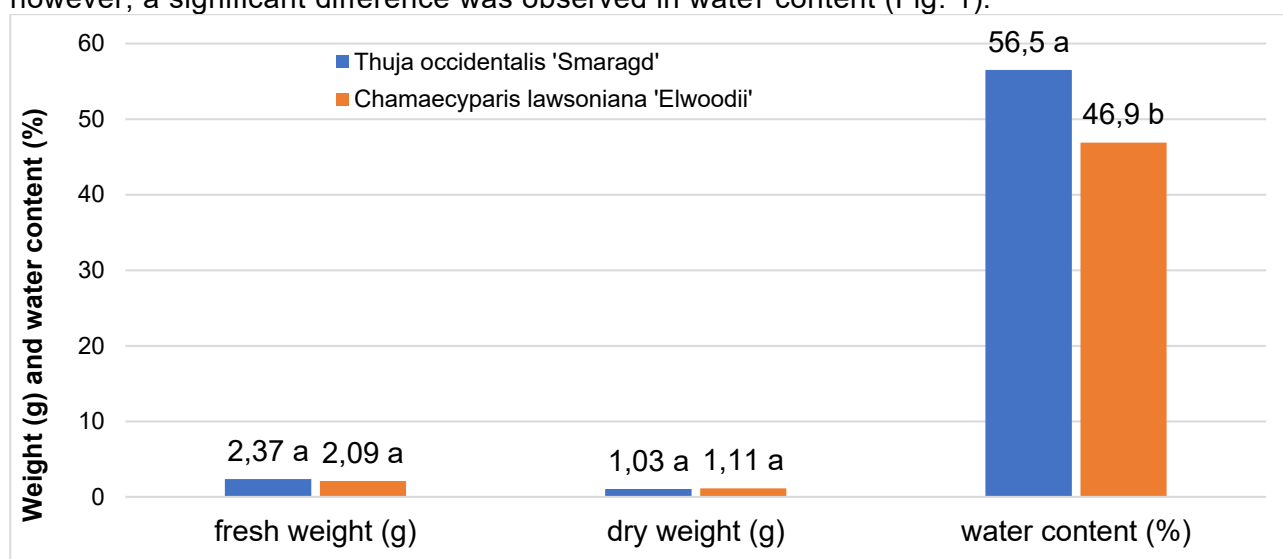 however, a significant difference was observed in water content (Fig. 1).
60
50
40
30
20
10
0
Weight (g) and water content (%)
Thuja occidentalis 'Smaragd'
Chamaecyparis lawsoniana 'Elwoodii'
2,37 a
2,09 a
1,03 a
1,11 a
56,5 a
46,9 b
fresh weight (g)
dry weight (g)
water content (%)